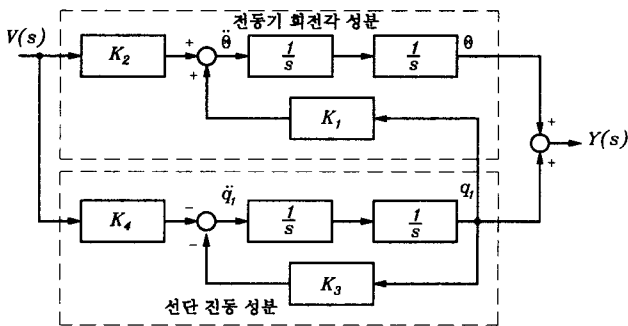 전동기 회전각 성분
V(s)
K₂
+
+
Θ̈
1/s
1/s
Θ
K₁
+
+
Y(s)
K₄
−
−
q̈₁
1/s
1/s
q₁
K₃
선단 진동 성분